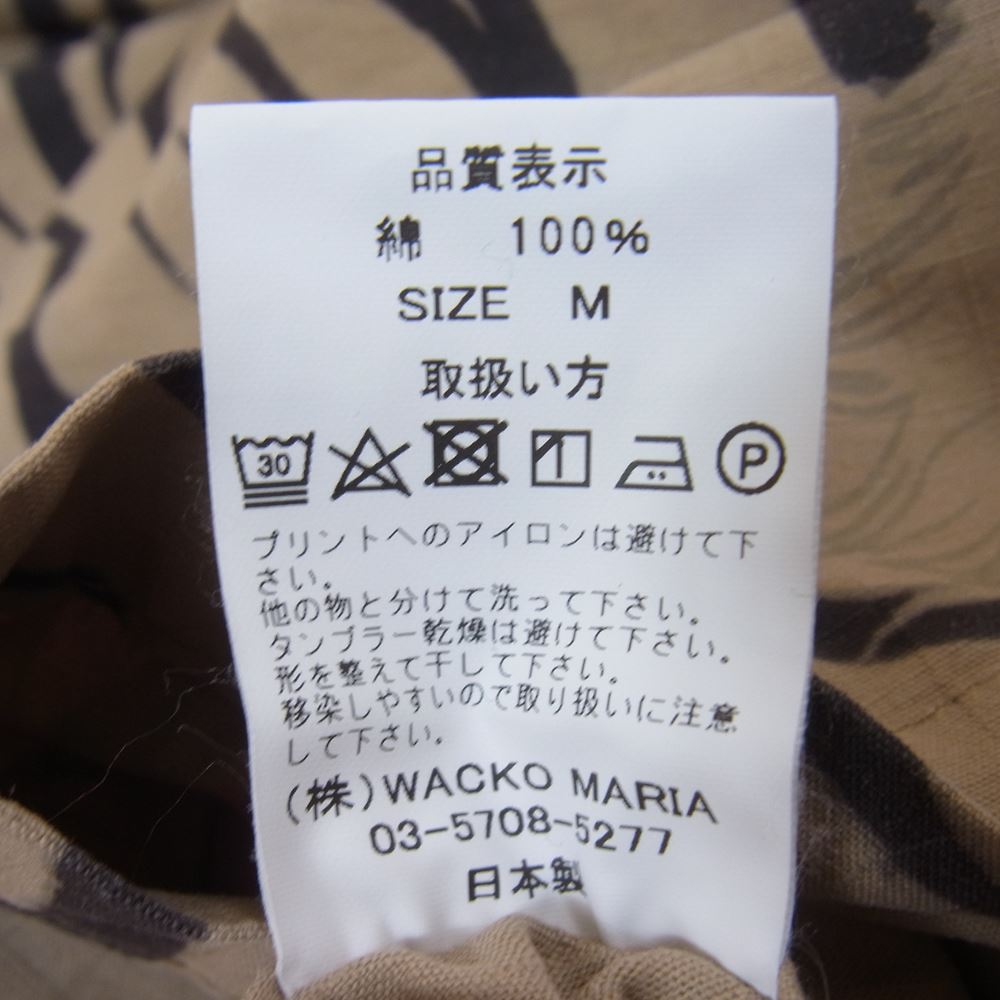 品質表示
綿 100%
SIZE M
取扱い方
30 P
プリントへのアイロンは避けて下
さい。
他の物と分けて洗って下さい。
タンブラー乾燥は避けて下さい。
形を整えて干して下さい。
移染しやすいので取り扱いに注意
して下さい。
(株)WACKO MARIA
03-5708-5277
日本製